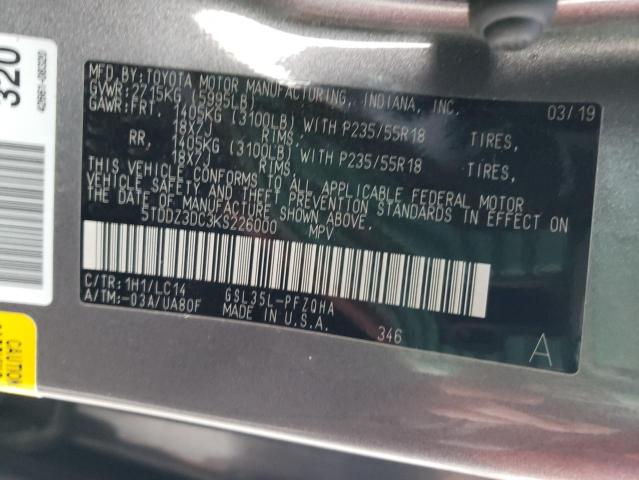 MFD.BY: TOYOTA MOTOR MANUFACTURING, INDIANA, INC.
GVWR: 2715KG (5995LB) 03/19
GAWR: FRT. 1405KG (3100LB) WITH P235/55R18 TIRES,
18X7J RIMS.
RR. 1405KG (3100LB) WITH P235/55R18 TIRES,
18X7J RIMS.
THIS VEHICLE CONFORMS TO ALL APPLICABLE FEDERAL MOTOR
VEHICLE SAFETY AND THEFT PREVENTION STANDARDS IN EFFECT ON
THE DATE OF MANUFACTURE SHOWN ABOVE.
5TDDZ3DC3KS226000 MPV
C/TR: 1H1/LC14 GSL35L-PFZQHA
A/TM: -03A/UA80F MADE IN U.S.A.
346
A
320
CAUTION